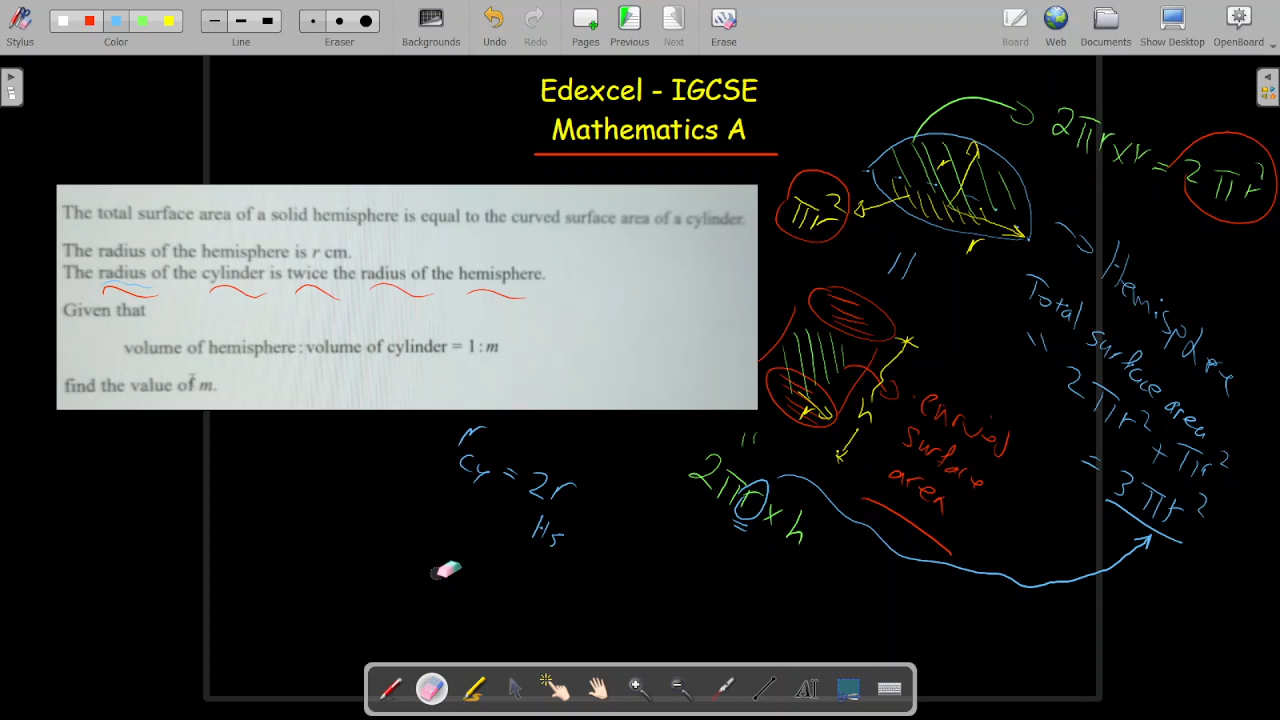 Stylus Color Line Eraser Backgrounds Undo Redo Pages Previous Next Erase Board Web Documents Show Desktop OpenBoard
Edexcel - IGCSE
Mathematics A
The total surface area of a solid hemisphere is equal to the curved surface area of a cylinder.
The radius of the hemisphere is r cm.
The radius of the cylinder is twice the radius of the hemisphere.
Given that
volume of hemisphere : volume of cylinder = 1 : m
find the value of m.
2πr×r = 2πr²
πr²
r
r
Hemisphere
Total surface area
"
2πr²
+ πr²
= 3πr²
r
h
curved
surface
area
"
2πr × h
r
cy = 2r
Hs
AI